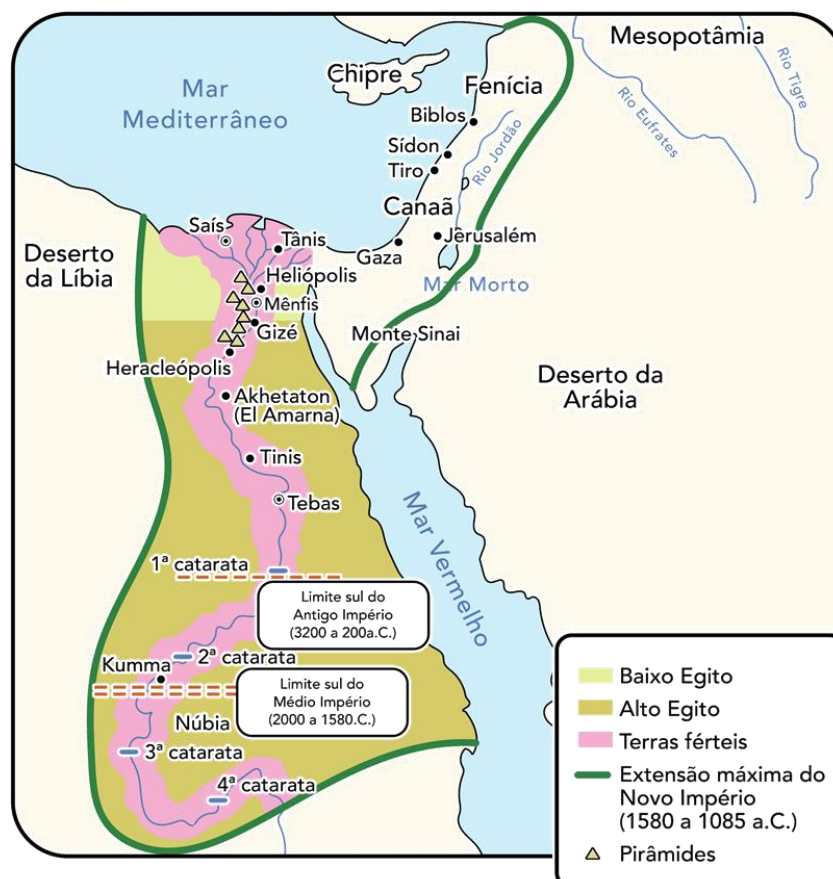 Mesopotâmia
Rio Tigre
Rio Eufrates
Chipre
Fenícia
Mar
Mediterrâneo
Biblos
Sídon
Tiro
Rio Jordão
Canaã
Gaza
Jerusalém
Mar Morto
Saís
Tânis
Deserto
da Líbia
Heliópolis
Mênfis
Gizé
Monte Sinai
Heracleópolis
Deserto da
Arábia
Akhetaton
(El Amarna)
Tinis
Tebas
Mar Vermelho
1ª catarata
Limite sul do
Antigo Império
(3200 a 200a.C.)
2ª catarata
Kumma
Limite sul do
Médio Império
(2000 a 1580.C.)
Núbia
3ª catarata
4ª catarata
Baixo Egito
Alto Egito
Terras férteis
Extensão máxima do
Novo Império
(1580 a 1085 a.C.)
Pirâmides